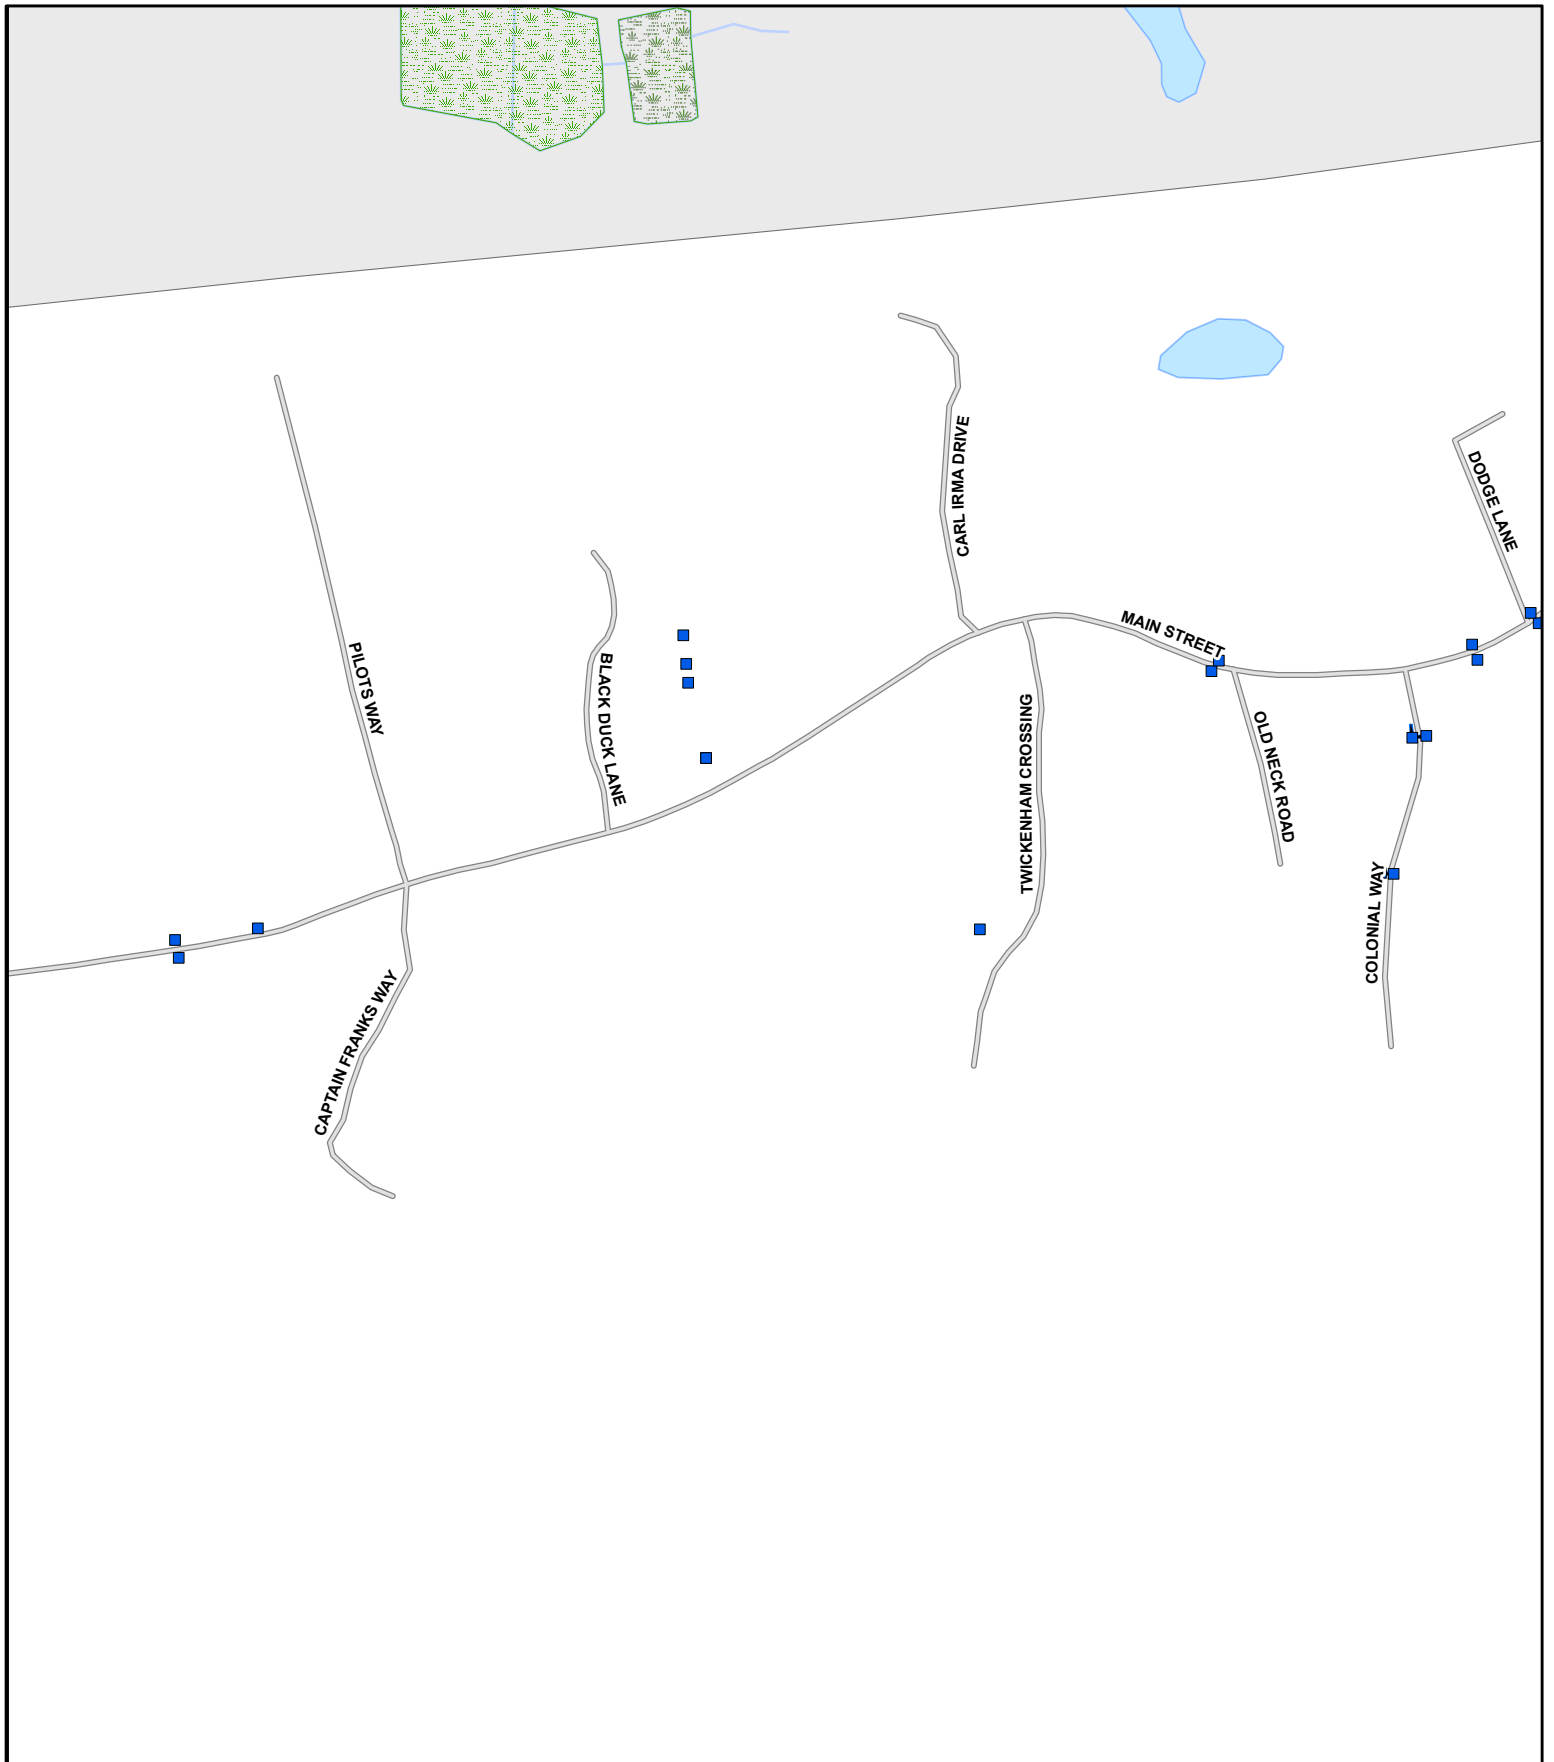 CARL IRMA DRIVE
DODGE LANE
MAIN STREET
PILOTS WAY
BLACK DUCK LANE
TWICKENHAM CROSSING
OLD NECK ROAD
COLONIAL WAY
CAPTAIN FRANKS WAY